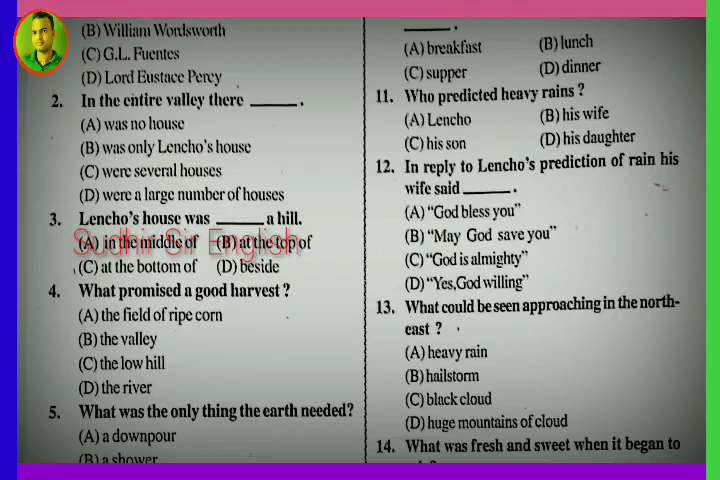 (B) William Wordsworth
(C) G.L. Fuentes
(D) Lord Eustace Percy
2. In the entire valley there ______ .
(A) was no house
(B) was only Lencho's house
(C) were several houses
(D) were a large number of houses
3. Lencho's house was ______ a hill.
(A) in the middle of (B) at the top of
Sudhir Sir English
(C) at the bottom of (D) beside
4. What promised a good harvest ?
(A) the field of ripe corn
(B) the valley
(C) the low hill
(D) the river
5. What was the only thing the earth needed?
(A) a downpour
(B) a shower
______ .
(A) breakfast (B) lunch
(C) supper (D) dinner
11. Who predicted heavy rains ?
(A) Lencho (B) his wife
(C) his son (D) his daughter
12. In reply to Lencho's prediction of rain his
wife said ______ .
(A) “God bless you”
(B) “May God save you”
(C) “God is almighty”
(D) “Yes,God willing”
13. What could be seen approaching in the north-
east ?
(A) heavy rain
(B) hailstorm
(C) black cloud
(D) huge mountains of cloud
14. What was fresh and sweet when it began to